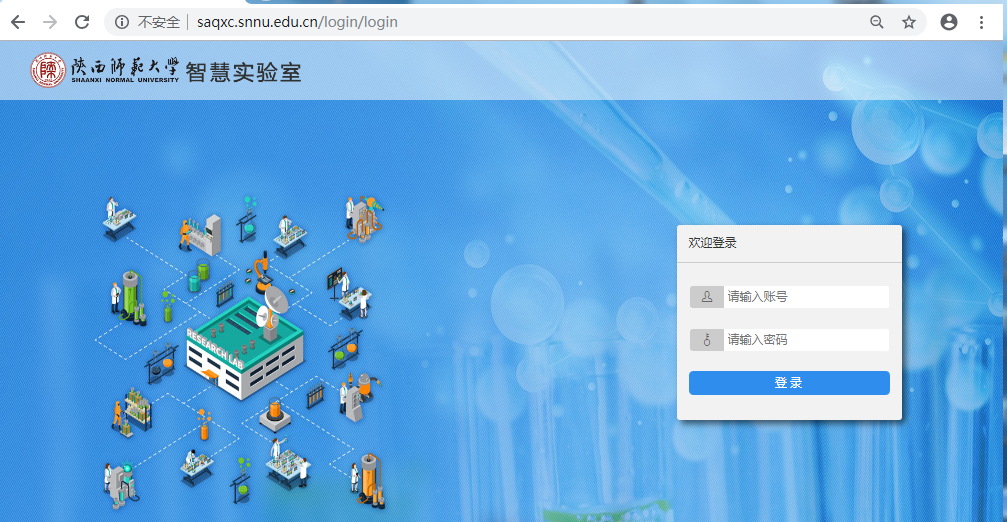 不安全 saqxc.snnu.edu.cn/login/login
陕西师范大学 智慧实验室
SHAANXI NORMAL UNIVERSITY
欢迎登录
请输入账号
请输入密码
登录
RESEARCH LAB